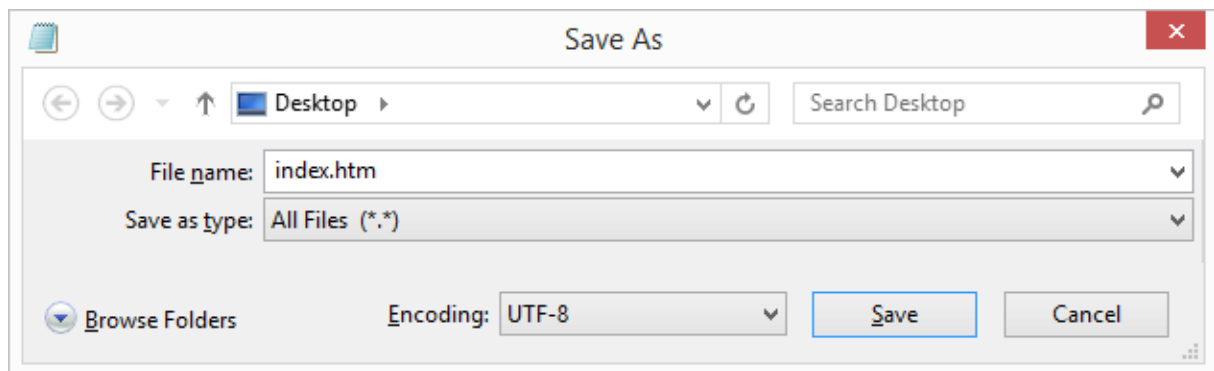 Save As
Desktop
Search Desktop
File name: index.htm
Save as type: All Files (*.*)
Browse Folders Encoding: UTF-8 Save Cancel